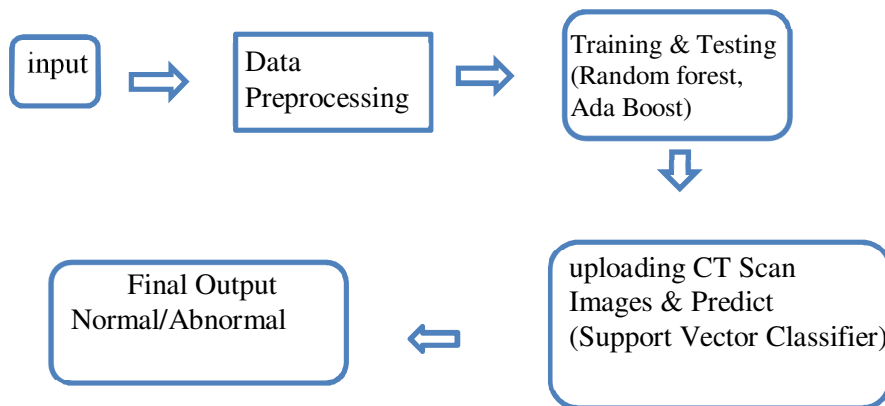 input
Data
Preprocessing
Training & Testing
(Random forest,
Ada Boost)
uploading CT Scan
Images & Predict
(Support Vector Classifier)
Final Output
Normal/Abnormal